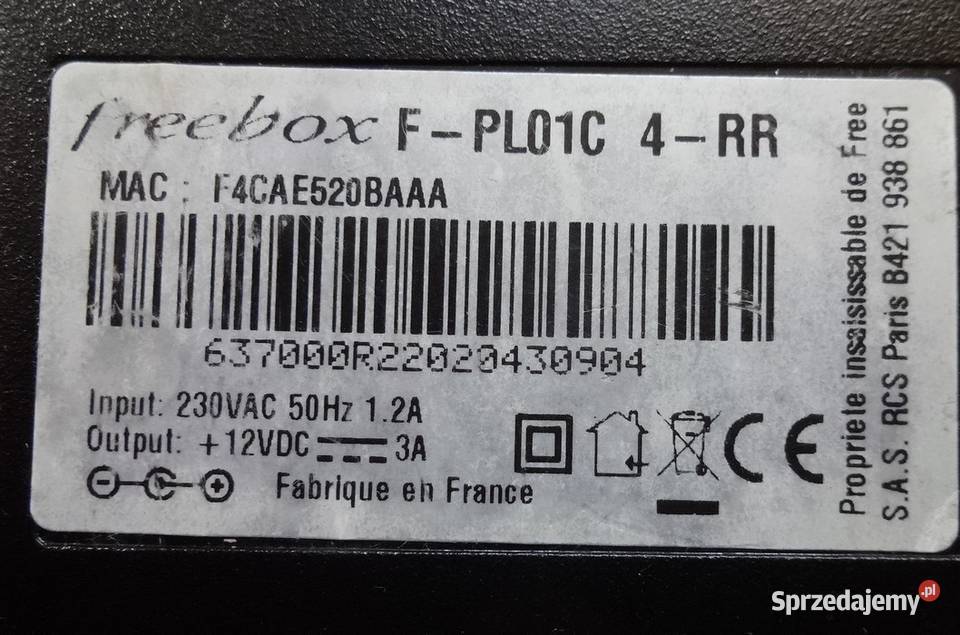 freebox F-PL01C 4-RR
MAC : F4CAE520BAAA
637000R22020430904
Input: 230VAC 50Hz 1.2A
Output: +12VDC 3A
Fabrique en France
CE
Propriete insaisissable de Free
S.A.S. RCS Paris B421 938 861
Sprzedajemy.pl